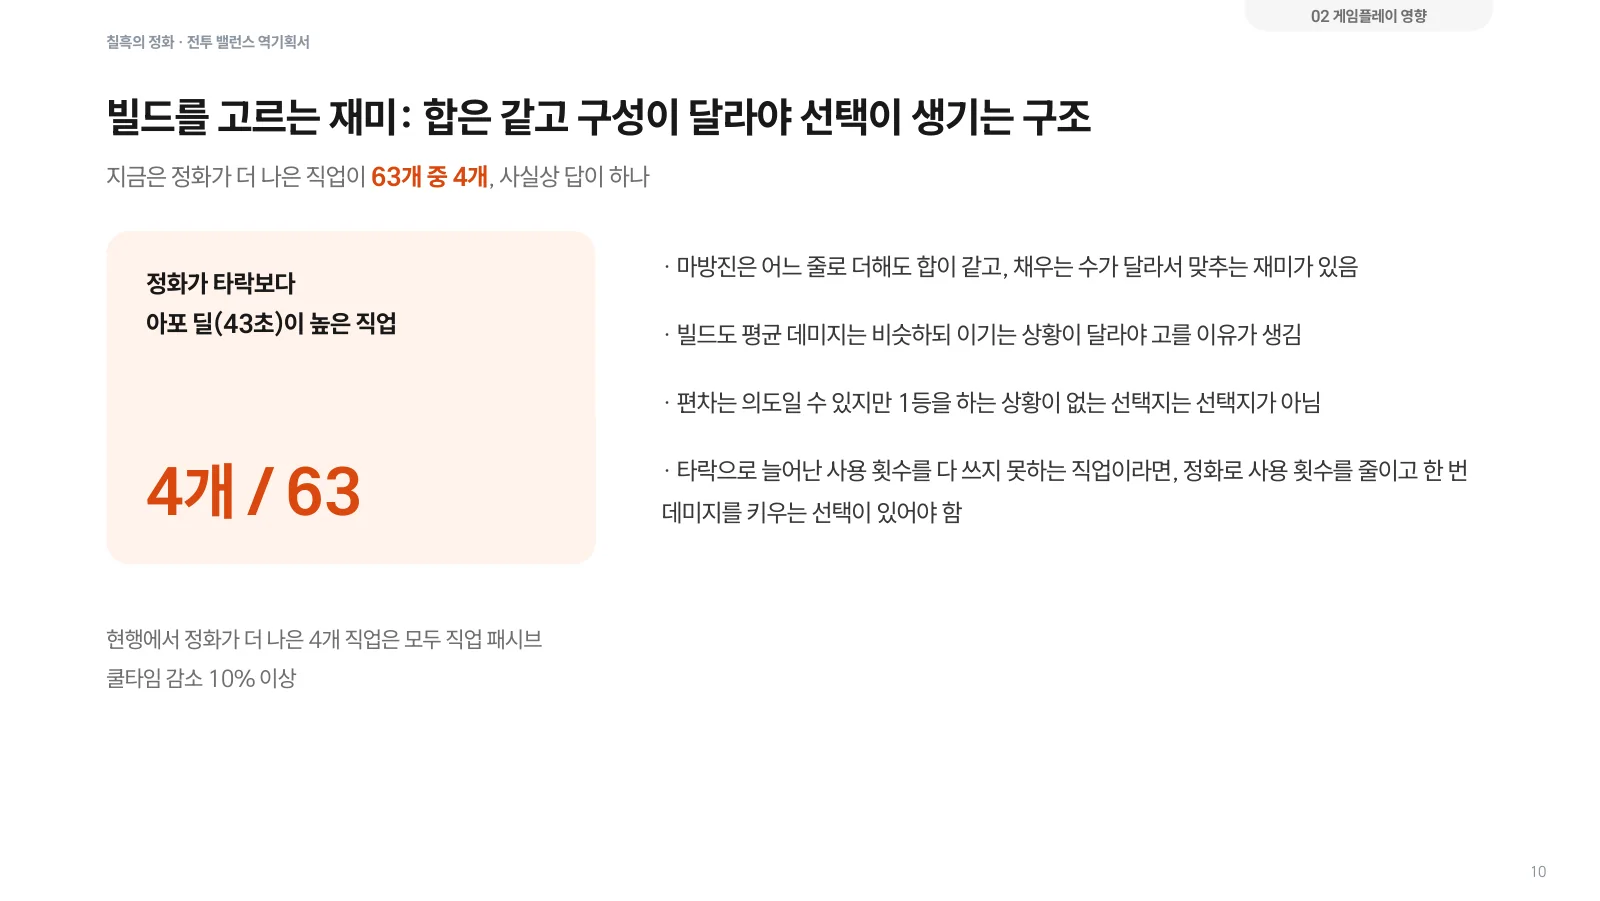 02 게임플레이 영향
칠흑의 정화 · 전투 밸런스 역기획서
빌드를 고르는 재미: 합은 같고 구성이 달라야 선택이 생기는 구조
지금은 정화가 더 나은 직업이 63개 중 4개, 사실상 답이 하나
정화가 타락보다
아포 딜(43초)이 높은 직업
4개 / 63
· 마방진은 어느 줄로 더해도 합이 같고, 채우는 수가 달라서 맞추는 재미가 있음
· 빌드도 평균 데미지는 비슷하되 이기는 상황이 달라야 고를 이유가 생김
· 편차는 의도일 수 있지만 1등을 하는 상황이 없는 선택지는 선택지가 아님
· 타락으로 늘어난 사용 횟수를 다 쓰지 못하는 직업이라면, 정화로 사용 횟수를 줄이고 한 번
데미지를 키우는 선택이 있어야 함
현행에서 정화가 더 나은 4개 직업은 모두 직업 패시브
쿨타임 감소 10% 이상
10